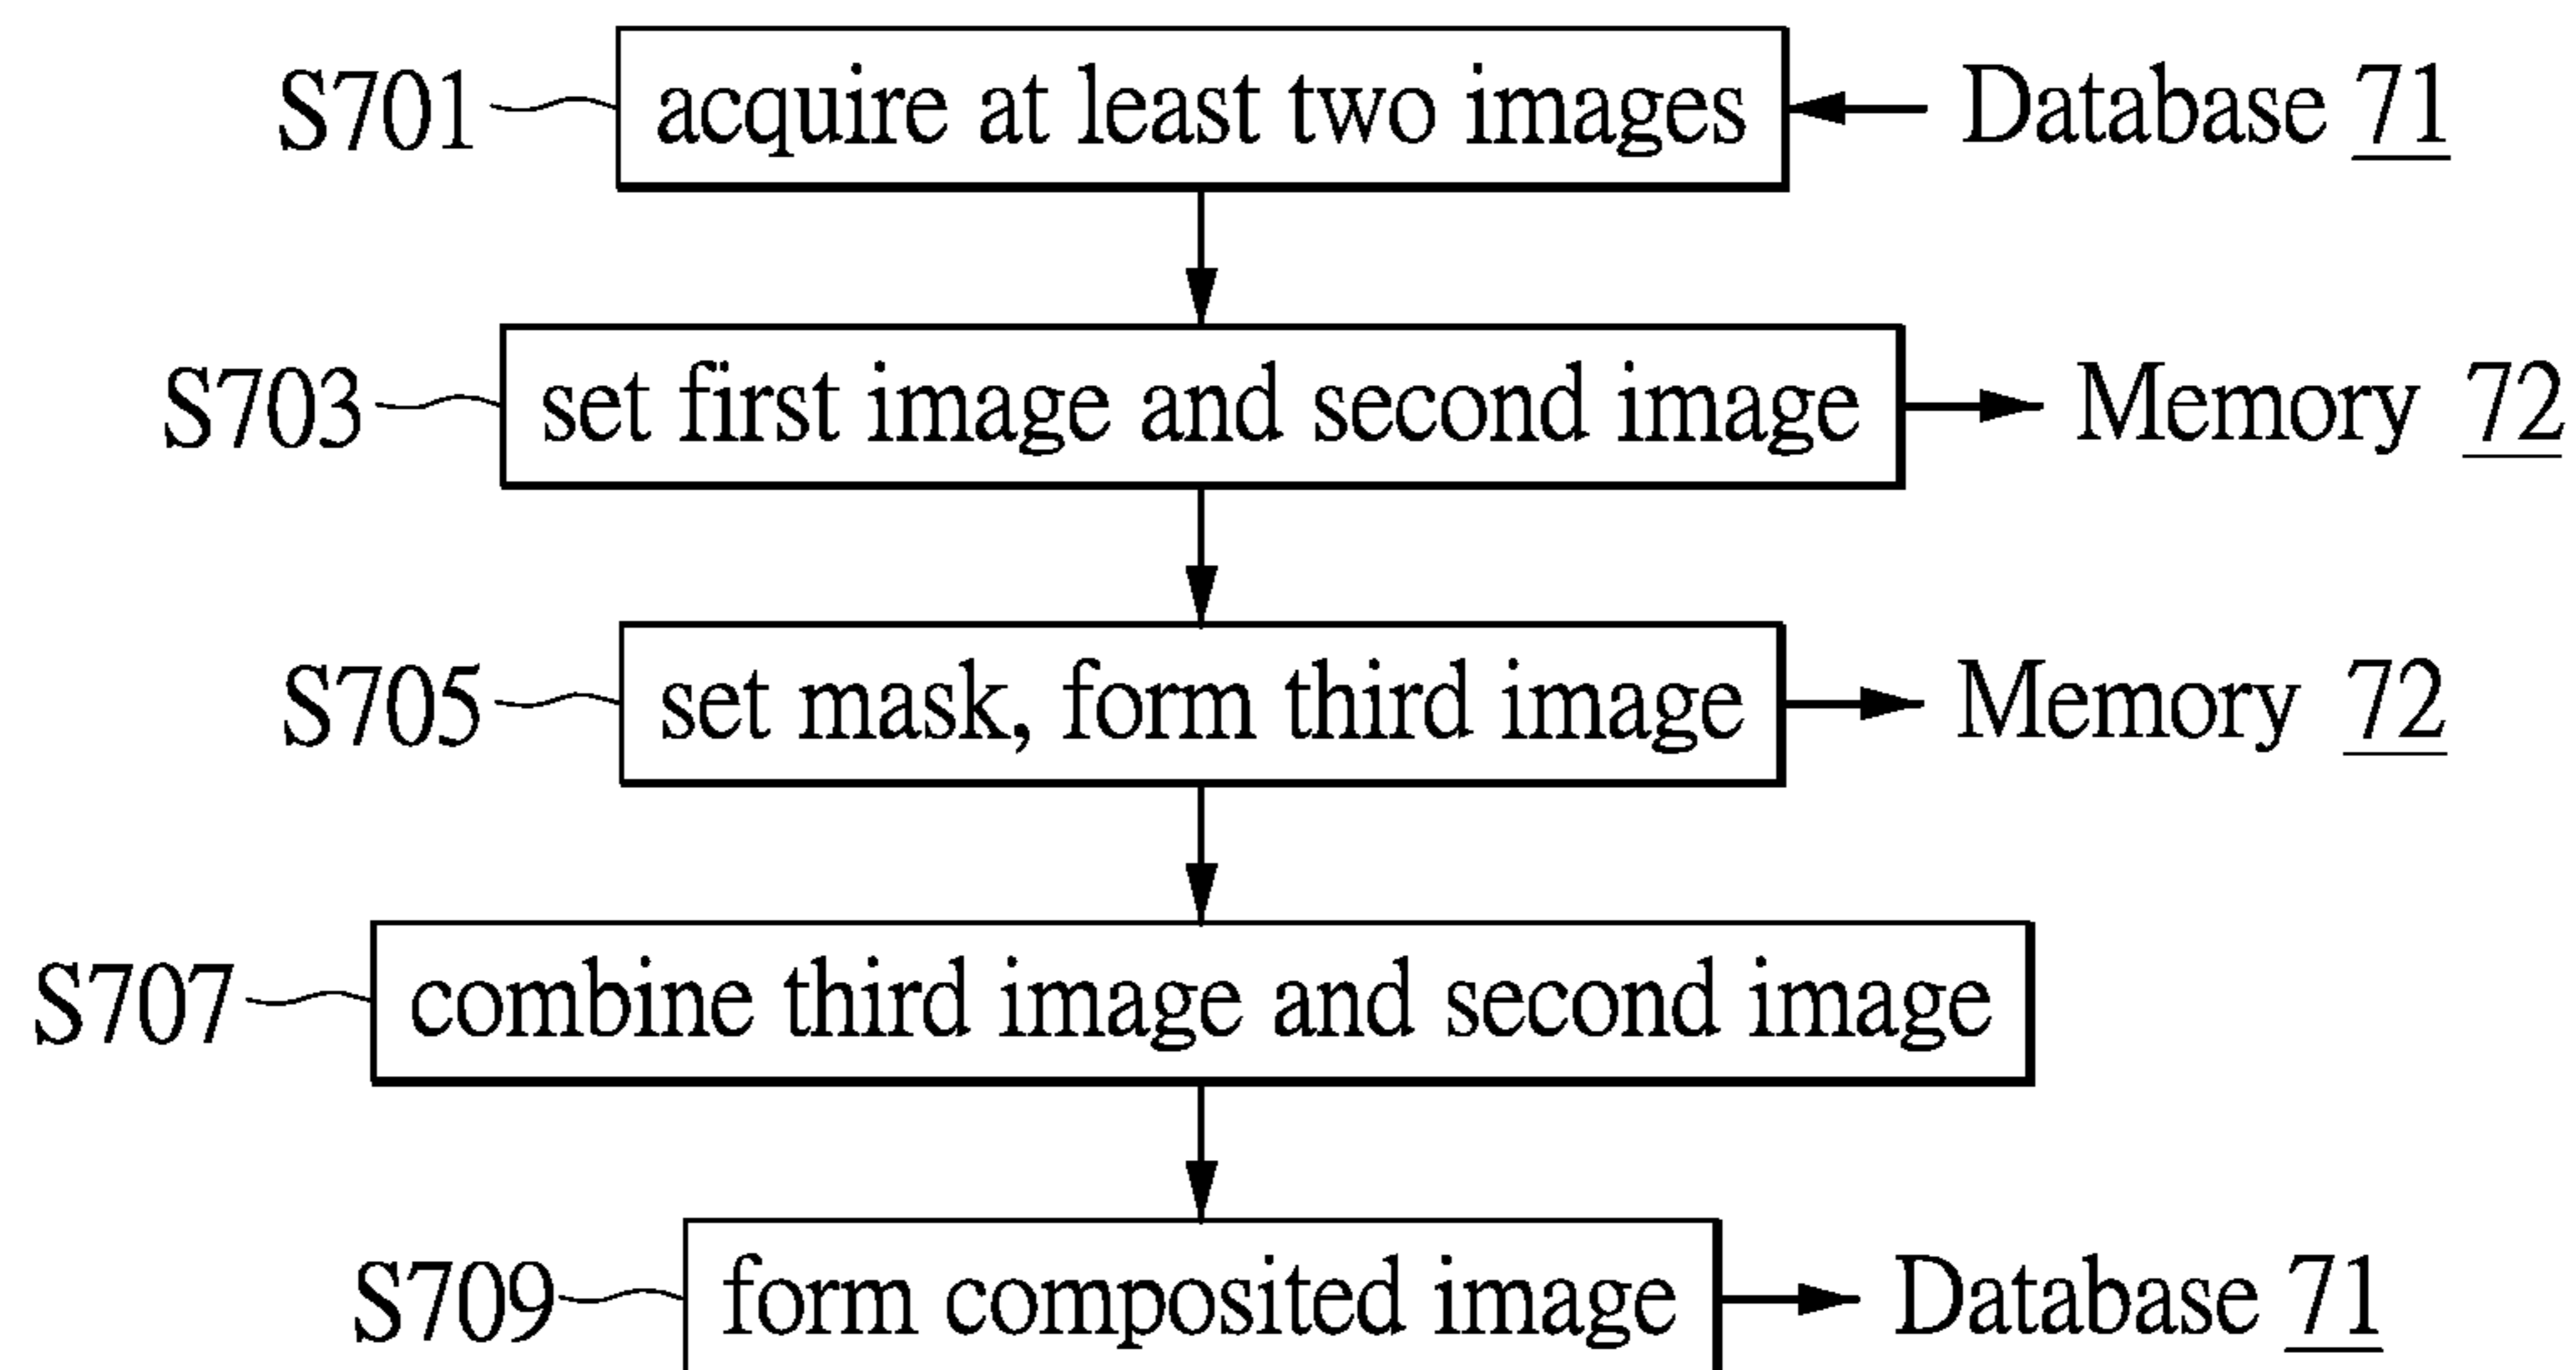 S701 acquire at least two images Database 71
S703 set first image and second image Memory 72
S705 set mask, form third image Memory 72
S707 combine third image and second image
S709 form composited image Database 71